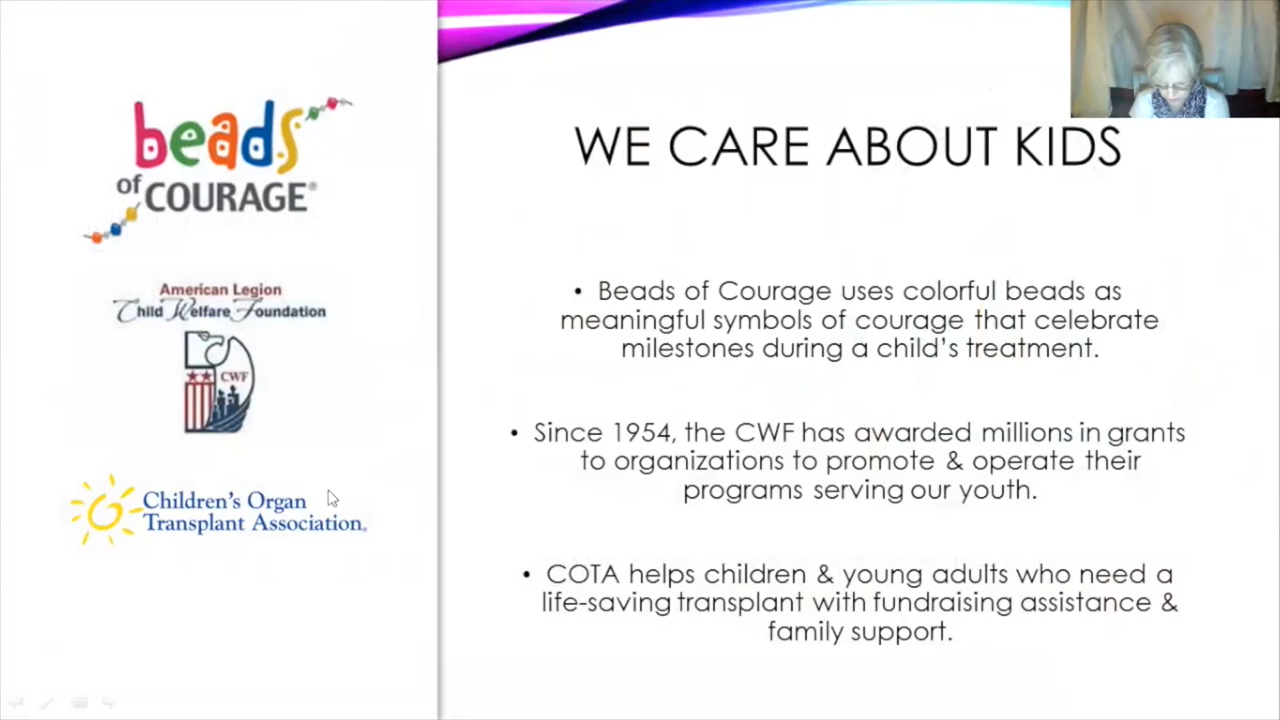 beads
of COURAGE®
American Legion
Child Welfare Foundation
CWF
Children's Organ
Transplant Association®
WE CARE ABOUT KIDS
• Beads of Courage uses colorful beads as
meaningful symbols of courage that celebrate
milestones during a child's treatment.
• Since 1954, the CWF has awarded millions in grants
to organizations to promote & operate their
programs serving our youth.
• COTA helps children & young adults who need a
life-saving transplant with fundraising assistance &
family support.